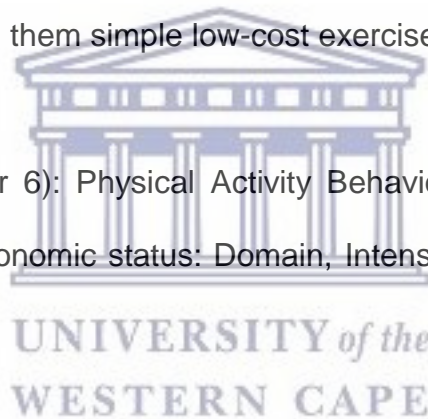 them simple low-cost exercise
r 6): Physical Activity Behavio
onomic status: Domain, Intens
UNIVERSITY of the
WESTERN CAPE